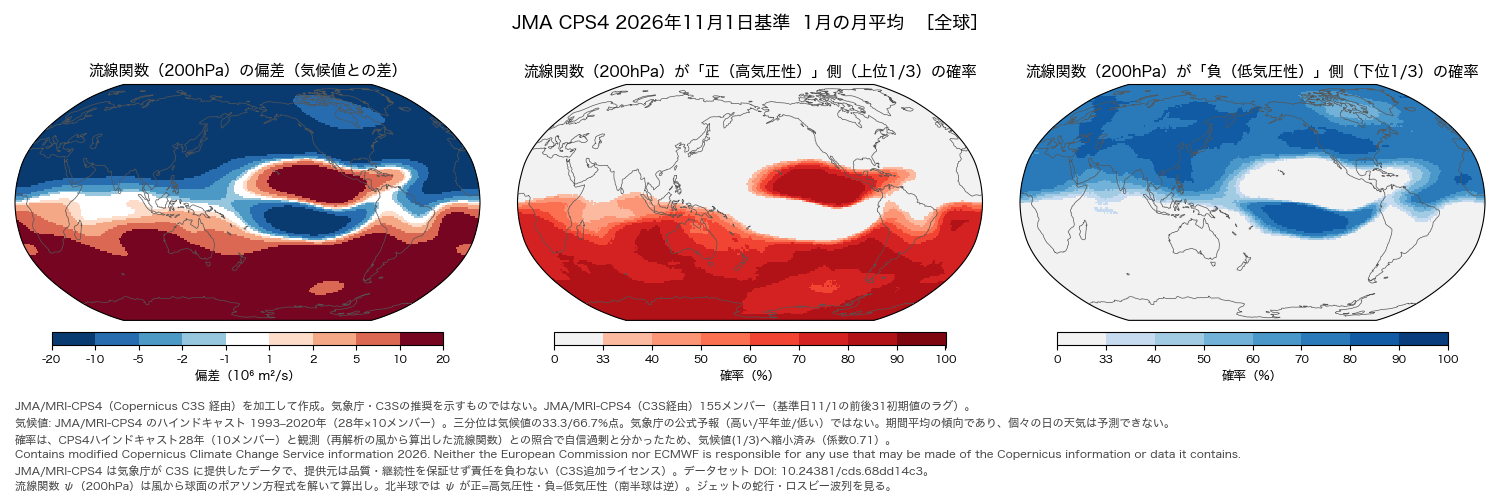 JMA CPS4 2026年11月1日基準 1月の月平均 ［全球］
流線関数（200hPa）の偏差（気候値との差）
流線関数（200hPa）が「正（高気圧性）」側（上位1/3）の確率
流線関数（200hPa）が「負（低気圧性）」側（下位1/3）の確率
-20 -10 -5 -2 -1 1 2 5 10 20
偏差（10⁶ m²/s）
0 33 40 50 60 70 80 90 100
確率（%）
0 33 40 50 60 70 80 90 100
確率（%）
JMA/MRI-CPS4（Copernicus C3S 経由）を加工して作成。気象庁・C3Sの推奨を示すものではない。JMA/MRI-CPS4（C3S経由）155メンバー（基準日11/1の前後31初期値のラグ）。
気候値: JMA/MRI-CPS4 のハインドキャスト 1993–2020年（28年×10メンバー）。三分位は気候値の33.3/66.7%点。気象庁の公式予報（高い/平年並/低い）ではない。期間平均の傾向であり、個々の日の天気は予測できない。
確率は、CPS4ハインドキャスト28年（10メンバー）と観測（再解析の風から算出した流線関数）との照合で自信過剰と分かったため、気候値(1/3)へ縮小済み（係数0.71）。
Contains modified Copernicus Climate Change Service information 2026. Neither the European Commission nor ECMWF is responsible for any use that may be made of the Copernicus information or data it contains.
JMA/MRI-CPS4 は気象庁が C3S に提供したデータで、提供元は品質・継続性を保証せず責任を負わない（C3S追加ライセンス）。データセット DOI: 10.24381/cds.68dd14c3。
流線関数 ψ（200hPa）は風から球面のポアソン方程式を解いて算出し。北半球では ψ が正=高気圧性・負=低気圧性（南半球は逆）。ジェットの蛇行・ロスビー波列を見る。